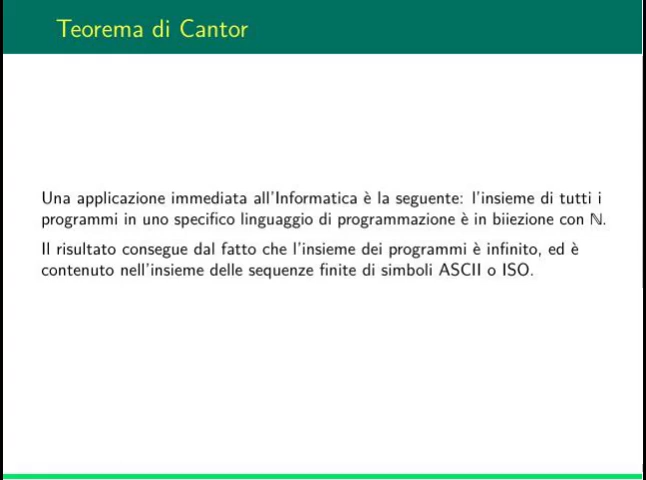 Teorema di Cantor
Una applicazione immediata all'Informatica è la seguente: l'insieme di tutti i
programmi in uno specifico linguaggio di programmazione è in biiezione con ℕ.
Il risultato consegue dal fatto che l'insieme dei programmi è infinito, ed è
contenuto nell'insieme delle sequenze finite di simboli ASCII o ISO.